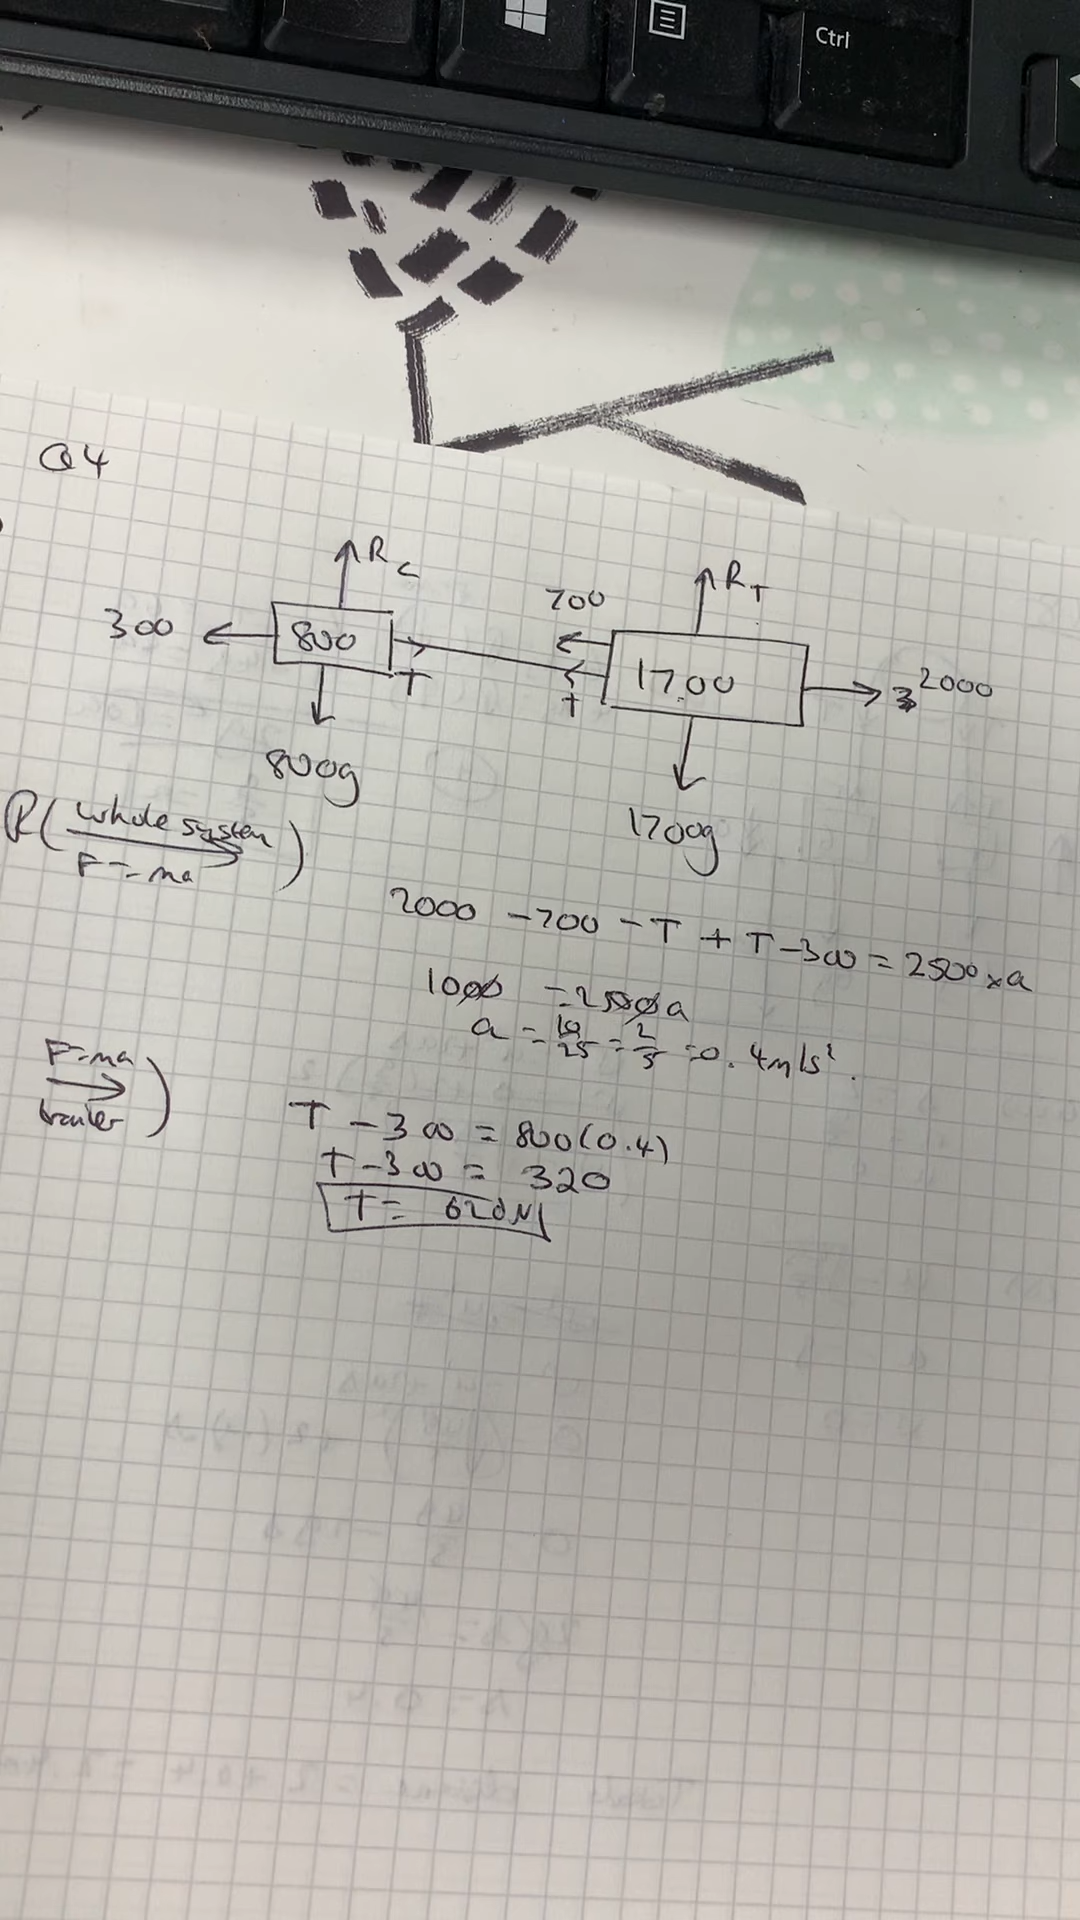 Ctrl
Q4
R_C
R_T
700
300
800
T
T
1700
2000
800g
1700g
R( whole system )
F=ma
2000 - 700 - T + T - 300 = 2500 × a
1000 = 2500a
a = 10/25 = 2/5 = 0.4m/s².
F=ma
trailer )
T - 300 = 800(0.4)
T - 300 = 320
T = 620N